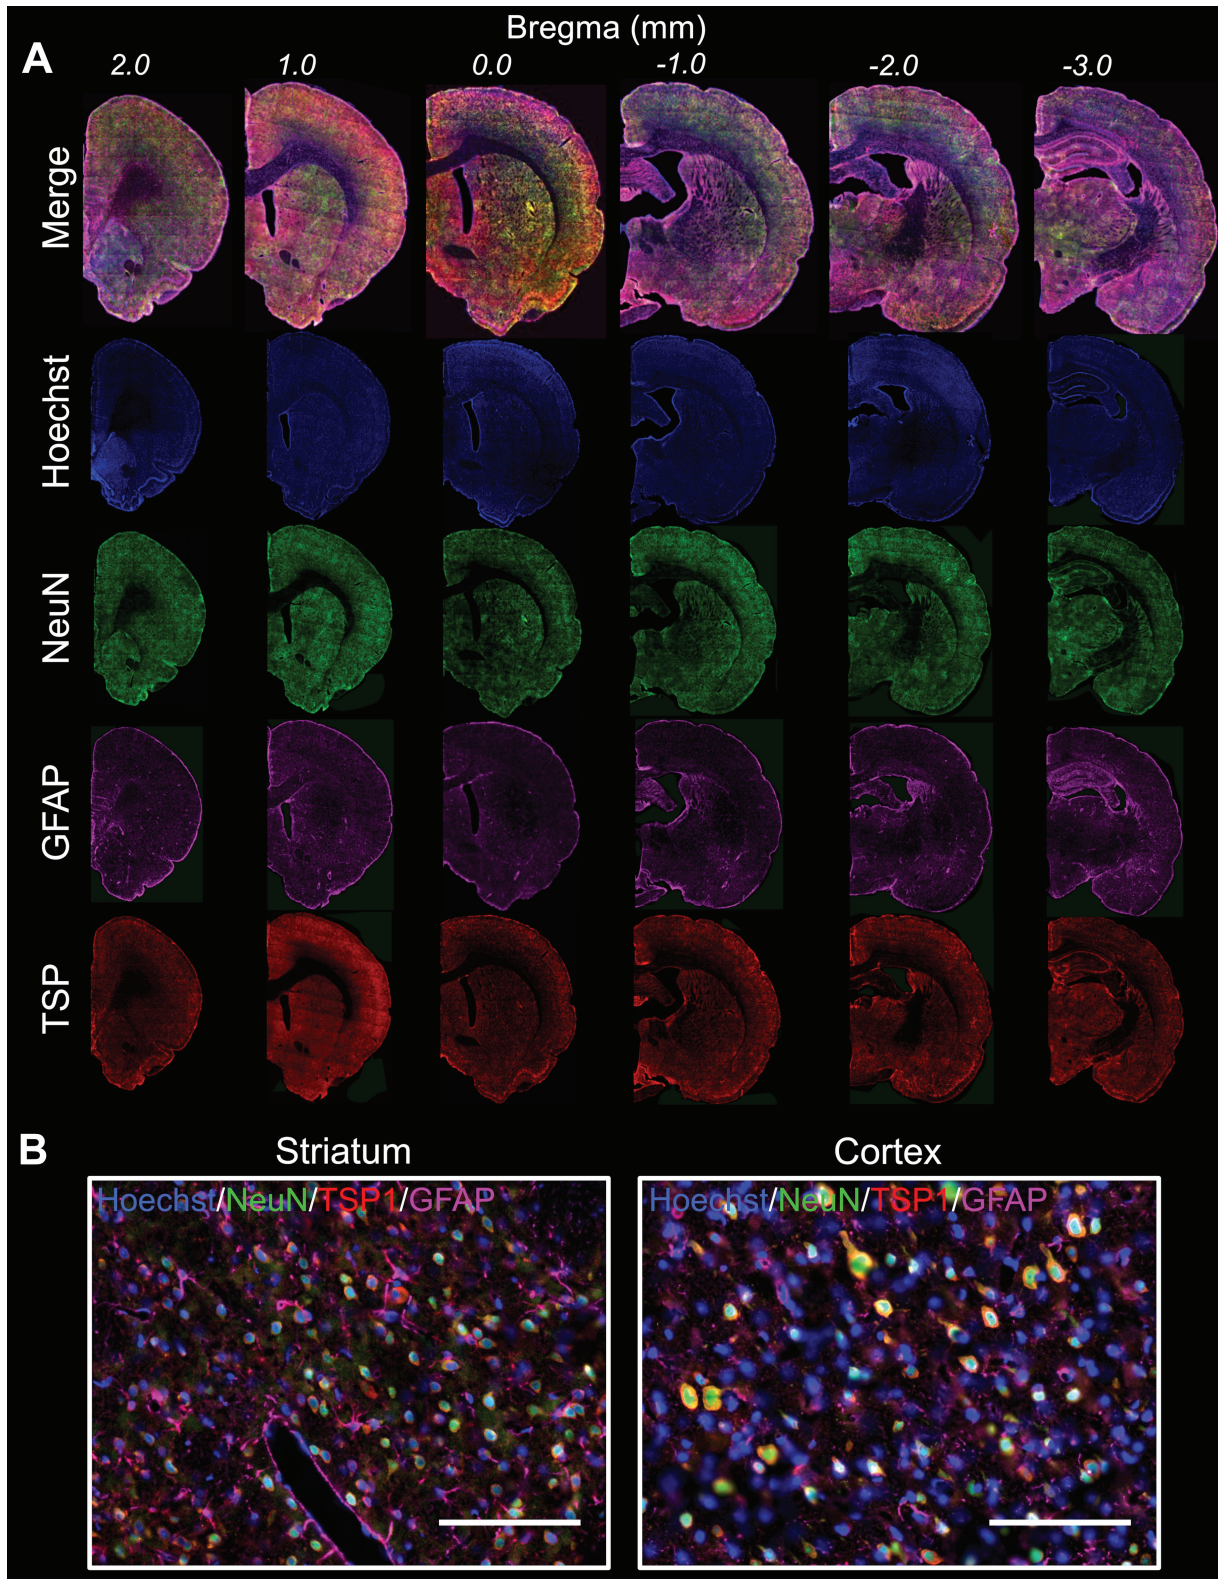 Bregma (mm)
A
2.0 1.0 0.0 -1.0 -2.0 -3.0
Merge
Hoechst
NeuN
GFAP
TSP
B
Striatum Cortex
Hoechst/NeuN/TSP1/GFAP Hoechst/NeuN/TSP1/GFAP